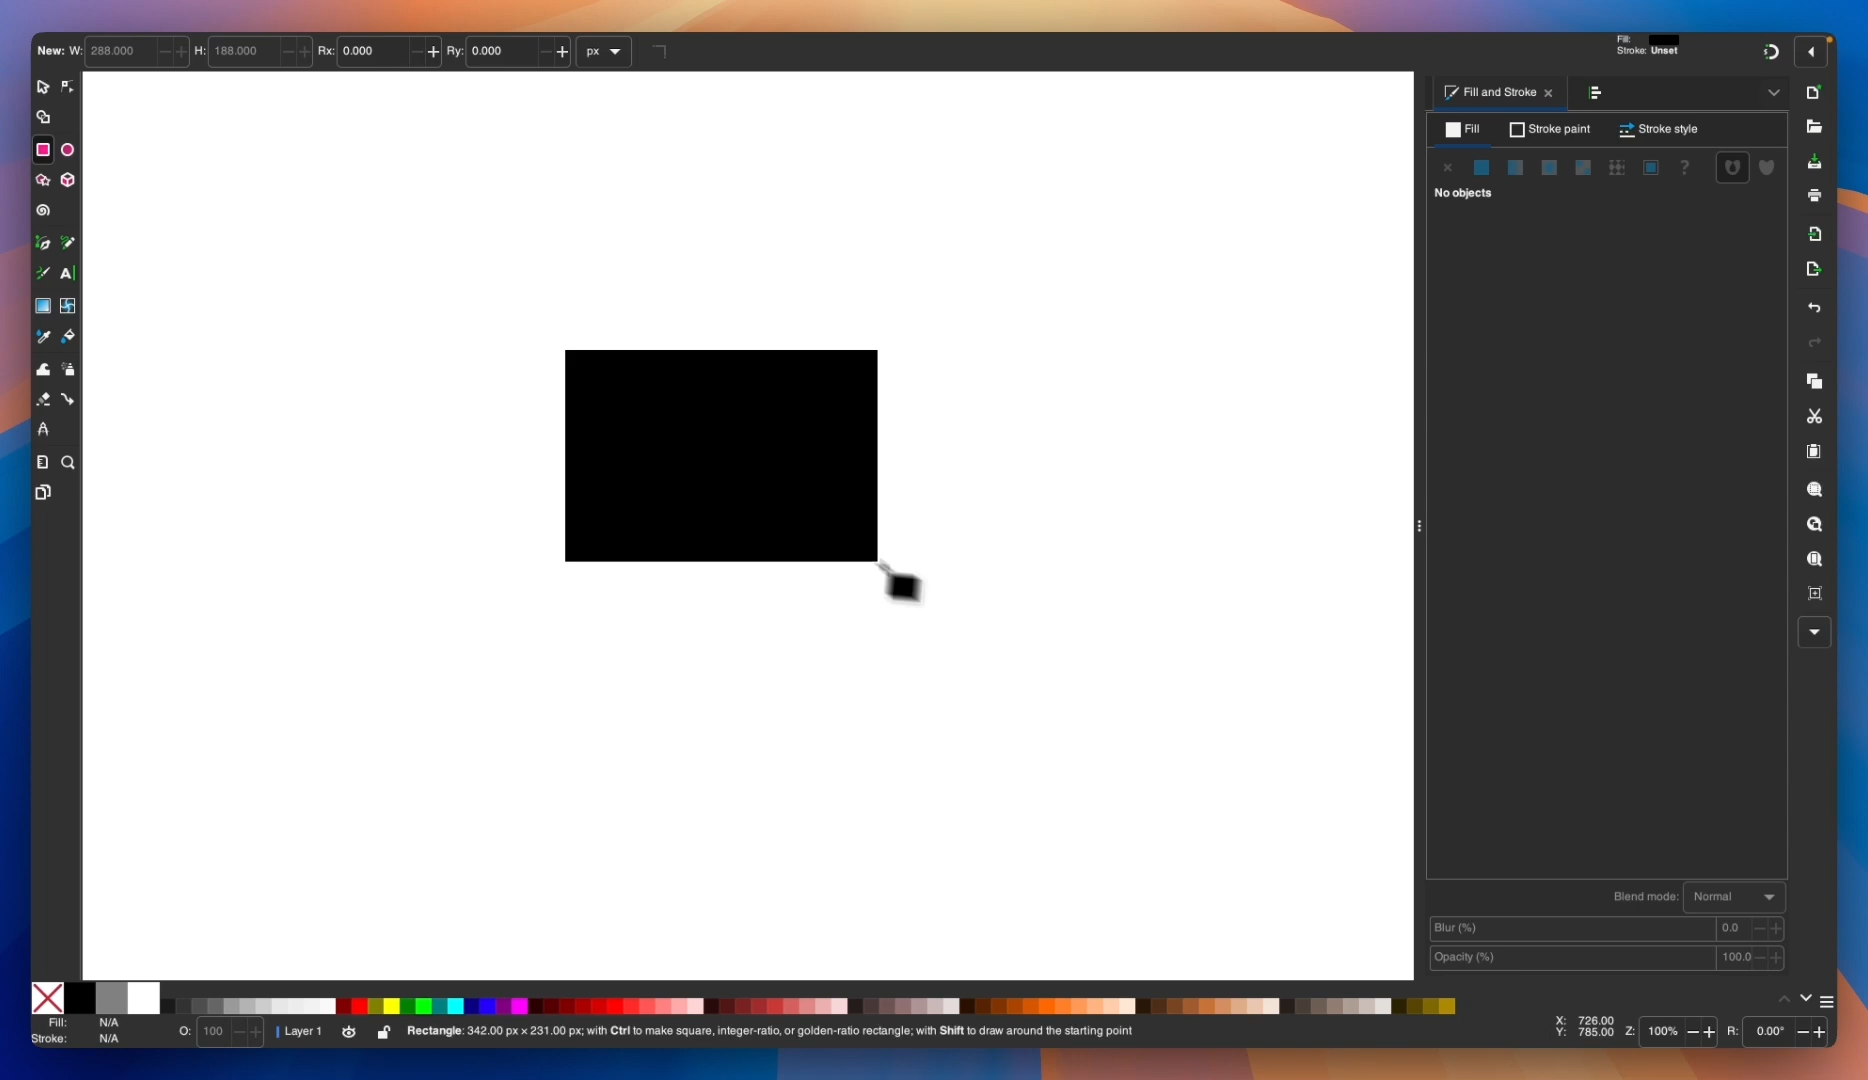 New: W: 288.000 H: 188.000 Rx: 0.000 Ry: 0.000 px
Fill:
Stroke: Unset
Fill and Stroke
Fill Stroke paint Stroke style
?
No objects
A
Blend mode: Normal
Blur (%) 0.0
Opacity (%) 100.0
Fill: N/A
Stroke: N/A
O: 100 Layer 1 Rectangle: 342.00 px × 231.00 px; with Ctrl to make square, integer-ratio, or golden-ratio rectangle; with Shift to draw around the starting point
X: 726.00
Y: 785.00
Z: 100% R: 0.00°